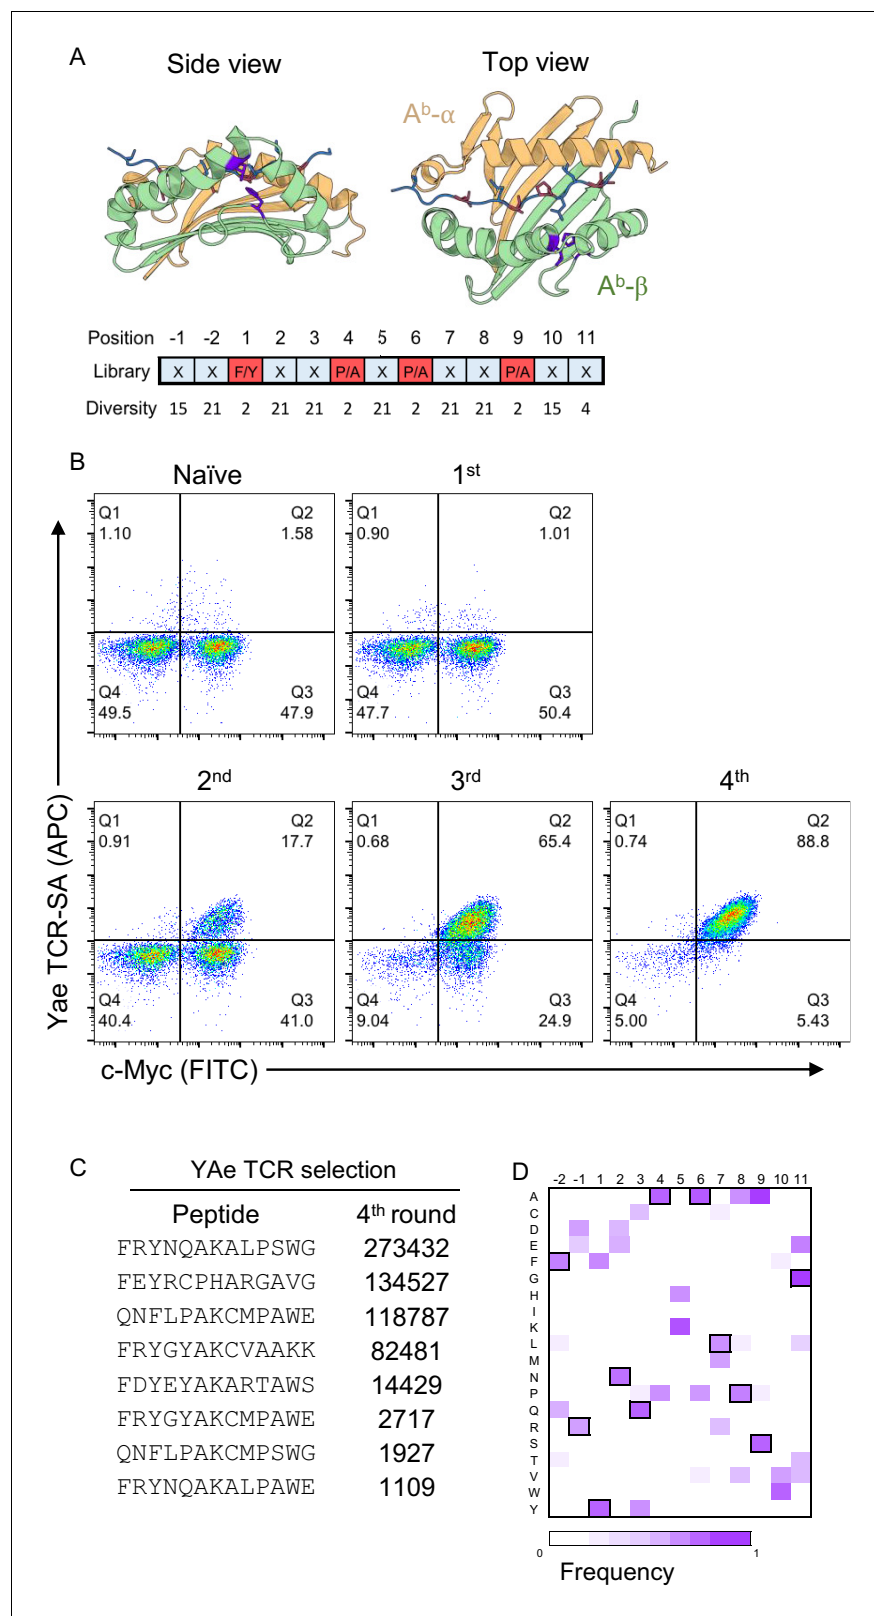 A
Side view
Top view
Aᵇ-α
Aᵇ-β
Position -1 -2 1 2 3 4 5 6 7 8 9 10 11
Library X X F/Y X X P/A X P/A X X P/A X X
Diversity 15 21 2 21 21 2 21 2 21 21 2 15 4
B
Naïve
1ˢᵗ
Q1
1.10
Q2
1.58
Q4
49.5
Q3
47.9
Q1
0.90
Q2
1.01
Q4
47.7
Q3
50.4
2ⁿᵈ
3ʳᵈ
4ᵗʰ
Q1
0.91
Q2
17.7
Q4
40.4
Q3
41.0
Q1
0.68
Q2
65.4
Q4
9.04
Q3
24.9
Q1
0.74
Q2
88.8
Q4
5.00
Q3
5.43
Yae TCR-SA (APC)
c-Myc (FITC)
C
YAe TCR selection
Peptide 4ᵗʰ round
FRYNQAKALPSWG 273432
FEYRCPHARGAVG 134527
QNFLPAKCMPAWE 118787
FRYGYAKCVAAKK 82481
FDYEYAKARTAWS 14429
FRYGYAKCMPAWE 2717
QNFLPAKCMPSWG 1927
FRYNQAKALPAWE 1109
D
-2 -1 1 2 3 4 5 6 7 8 9 10 11
A
C
D
E
F
G
H
I
K
L
M
N
P
Q
R
S
T
V
W
Y
0 1
Frequency